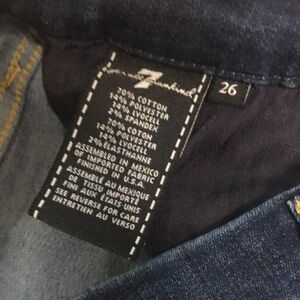 7
for all mankind
26
70% COTTON
14% POLYESTER
14% LYOCELL
2% SPANDEX
70% COTON
14% POLYESTER
14% LYOCELL
2% ELASTHANNE
ASSEMBLED IN MEXICO
OF IMPORTED FABRIC
FINISHED IN U.S.A
ASSEMBLE AU MEXIQUE
DE TISSU IMPORTE
FINI AUX ETATS-UNIS
REVERSE FOR CARE
ENTRETIEN AU VERSO